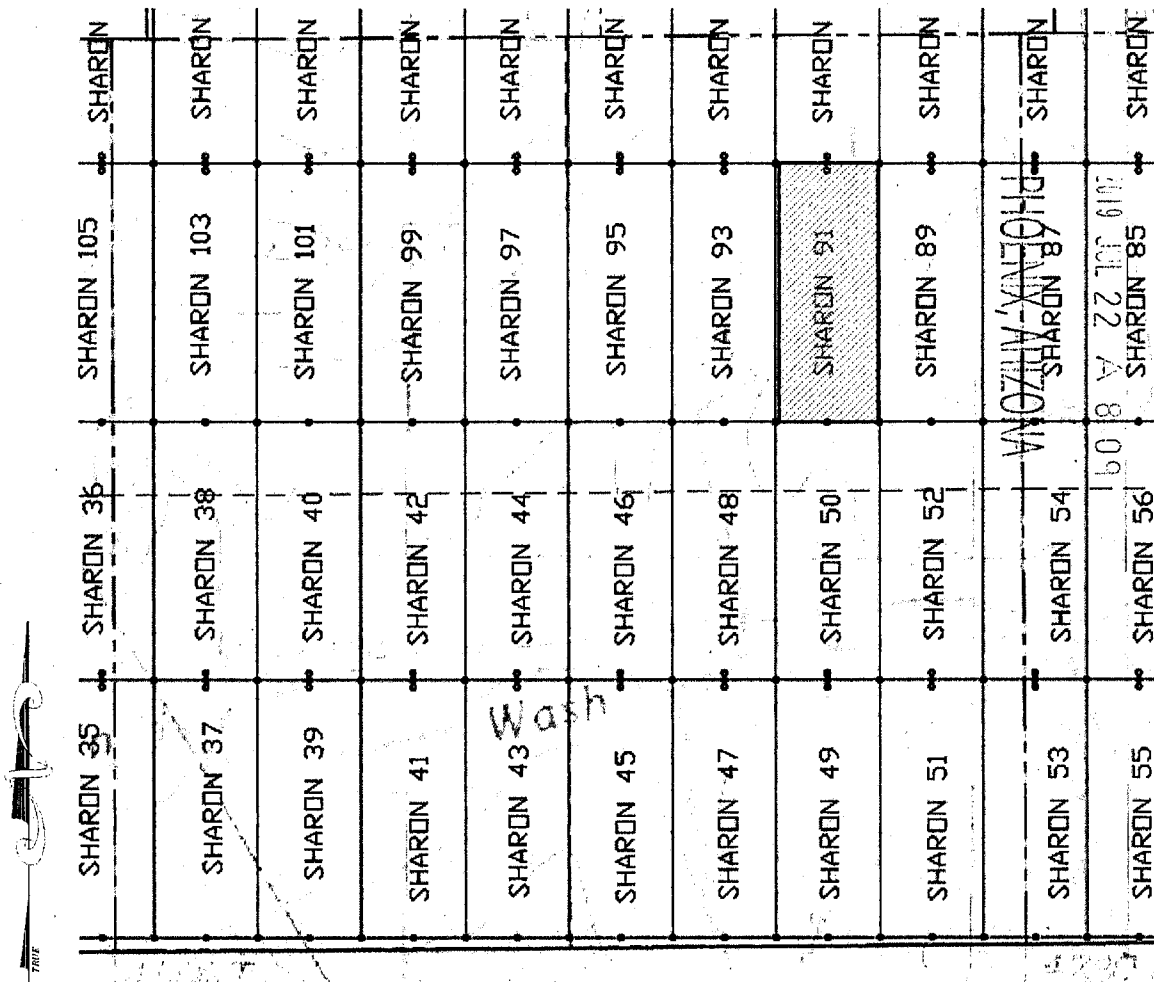 SHARON
SHARON
SHARON
SHARON
SHARON
SHARON
SHARON
SHARON
SHARON
SHARON
SHARON
SHARON 105
SHARON 103
SHARON 101
SHARON 99
SHARON 97
SHARON 95
SHARON 93
SHARON 91
SHARON 89
SHARON 87
SHARON 85
PHOENIX, ARIZONA
2019 JUL 22 A 8:09
SHARON 36
SHARON 38
SHARON 40
SHARON 42
SHARON 44
SHARON 46
SHARON 48
SHARON 50
SHARON 52
SHARON 54
SHARON 56
Wash
SHARON 35
SHARON 37
SHARON 39
SHARON 41
SHARON 43
SHARON 45
SHARON 47
SHARON 49
SHARON 51
SHARON 53
SHARON 55
TRUE